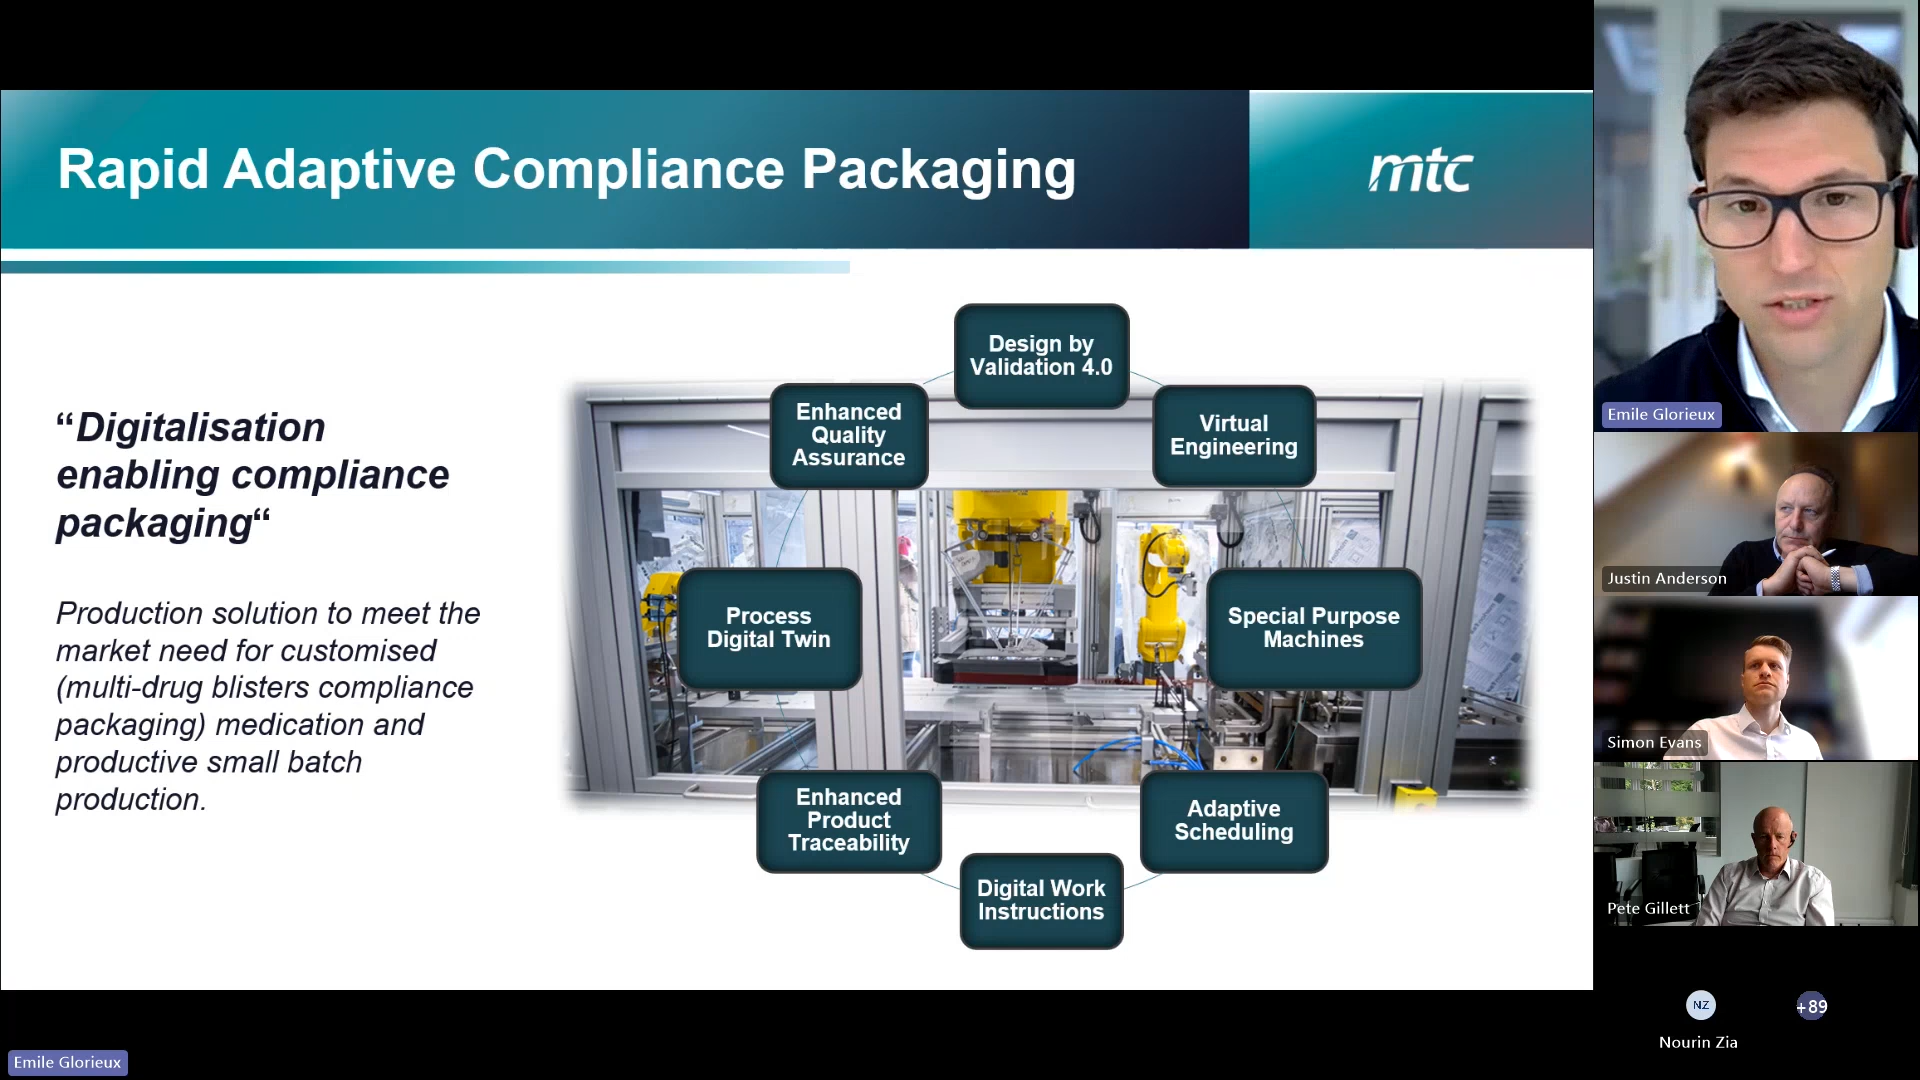 Rapid Adaptive Compliance Packaging
mtc
“Digitalisation
enabling compliance
packaging“
Production solution to meet the
market need for customised
(multi-drug blisters compliance
packaging) medication and
productive small batch
production.
Design by
Validation 4.0
Enhanced
Quality
Assurance
Virtual
Engineering
Process
Digital Twin
Special Purpose
Machines
Enhanced
Product
Traceability
Adaptive
Scheduling
Digital Work
Instructions
Emile Glorieux
Justin Anderson
Simon Evans
Pete Gillett
NZ
+89
Nourin Zia
Emile Glorieux